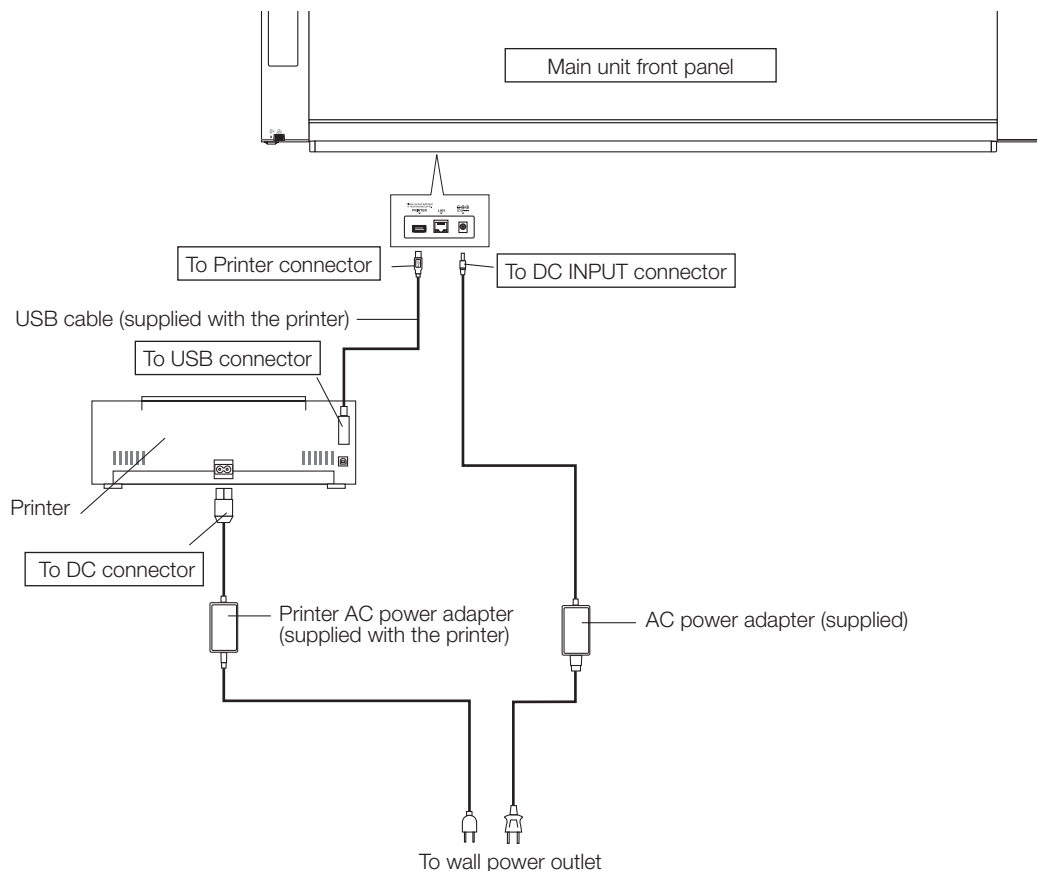 Main unit front panel
PRINTER
LAN
To Printer connector
To DC INPUT connector
USB cable (supplied with the printer)
To USB connector
Printer
To DC connector
Printer AC power adapter
(supplied with the printer)
AC power adapter (supplied)
To wall power outlet